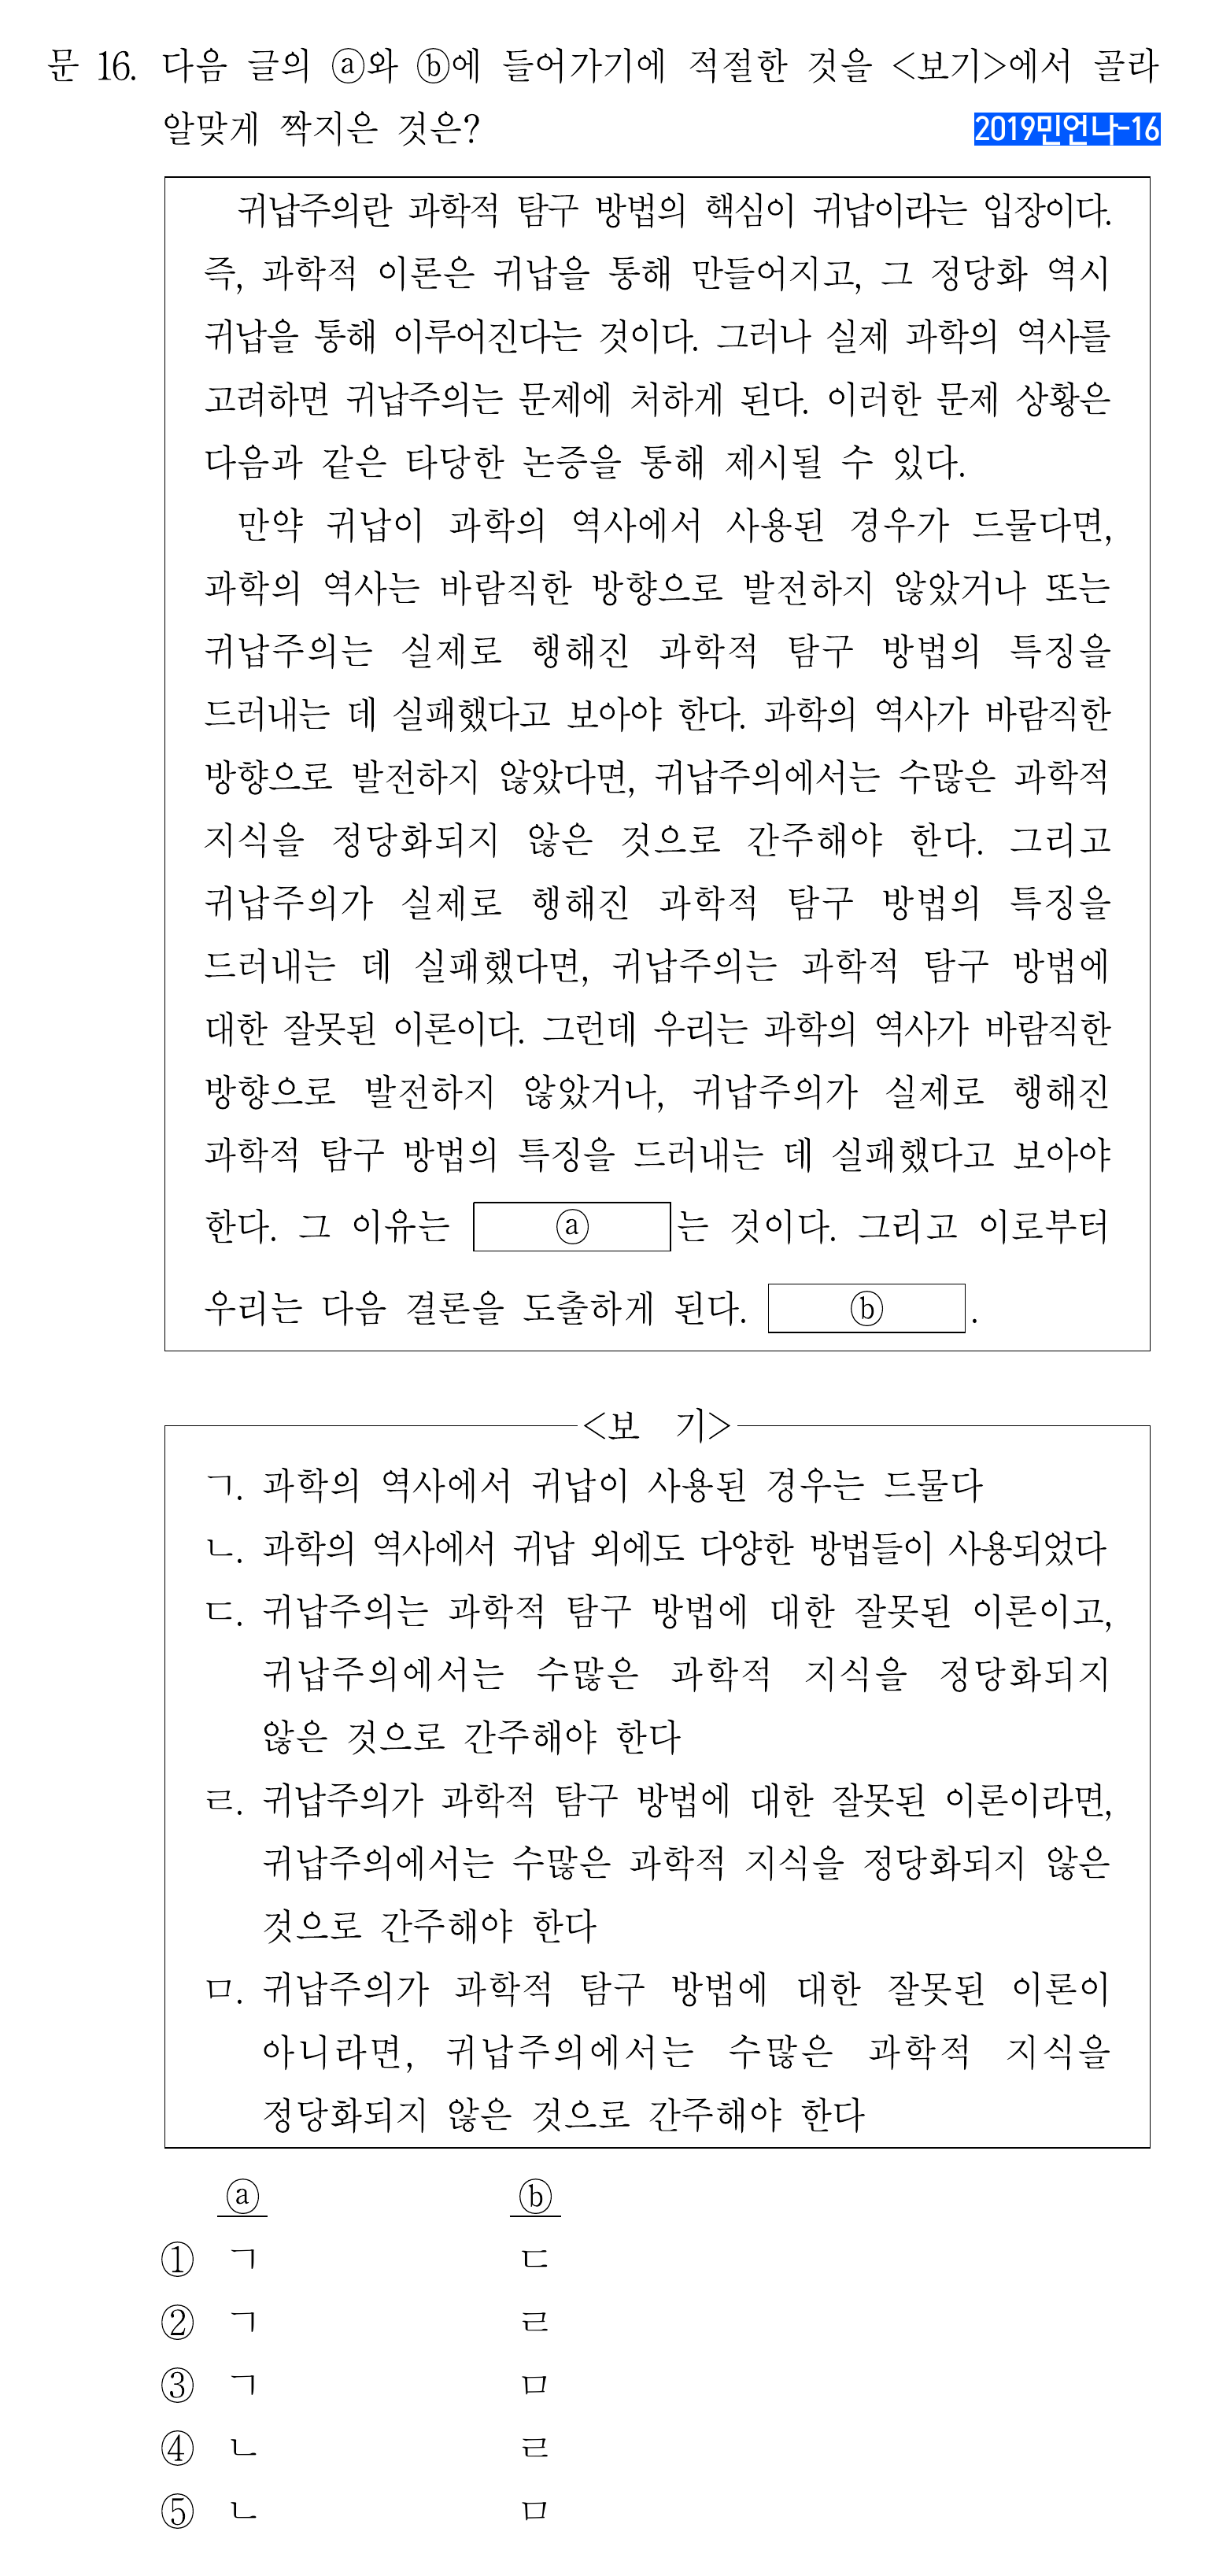 문 16. 다음 글의 ⓐ와 ⓑ에 들어가기에 적절한 것을 <보기>에서 골라
알맞게 짝지은 것은?
2019민언나-16
귀납주의란 과학적 탐구 방법의 핵심이 귀납이라는 입장이다.
즉, 과학적 이론은 귀납을 통해 만들어지고, 그 정당화 역시
귀납을 통해 이루어진다는 것이다. 그러나 실제 과학의 역사를
고려하면 귀납주의는 문제에 처하게 된다. 이러한 문제 상황은
다음과 같은 타당한 논증을 통해 제시될 수 있다.
만약 귀납이 과학의 역사에서 사용된 경우가 드물다면,
과학의 역사는 바람직한 방향으로 발전하지 않았거나 또는
귀납주의는 실제로 행해진 과학적 탐구 방법의 특징을
드러내는 데 실패했다고 보아야 한다. 과학의 역사가 바람직한
방향으로 발전하지 않았다면, 귀납주의에서는 수많은 과학적
지식을 정당화되지 않은 것으로 간주해야 한다. 그리고
귀납주의가 실제로 행해진 과학적 탐구 방법의 특징을
드러내는 데 실패했다면, 귀납주의는 과학적 탐구 방법에
대한 잘못된 이론이다. 그런데 우리는 과학의 역사가 바람직한
방향으로 발전하지 않았거나, 귀납주의가 실제로 행해진
과학적 탐구 방법의 특징을 드러내는 데 실패했다고 보아야
한다. 그 이유는 ⓐ 는 것이다. 그리고 이로부터
우리는 다음 결론을 도출하게 된다. ⓑ .
<보 기>
ㄱ. 과학의 역사에서 귀납이 사용된 경우는 드물다
ㄴ. 과학의 역사에서 귀납 외에도 다양한 방법들이 사용되었다
ㄷ. 귀납주의는 과학적 탐구 방법에 대한 잘못된 이론이고,
귀납주의에서는 수많은 과학적 지식을 정당화되지
않은 것으로 간주해야 한다
ㄹ. 귀납주의가 과학적 탐구 방법에 대한 잘못된 이론이라면,
귀납주의에서는 수많은 과학적 지식을 정당화되지 않은
것으로 간주해야 한다
ㅁ. 귀납주의가 과학적 탐구 방법에 대한 잘못된 이론이
아니라면, 귀납주의에서는 수많은 과학적 지식을
정당화되지 않은 것으로 간주해야 한다
ⓐ ⓑ
① ㄱ ㄷ
② ㄱ ㄹ
③ ㄱ ㅁ
④ ㄴ ㄹ
⑤ ㄴ ㅁ